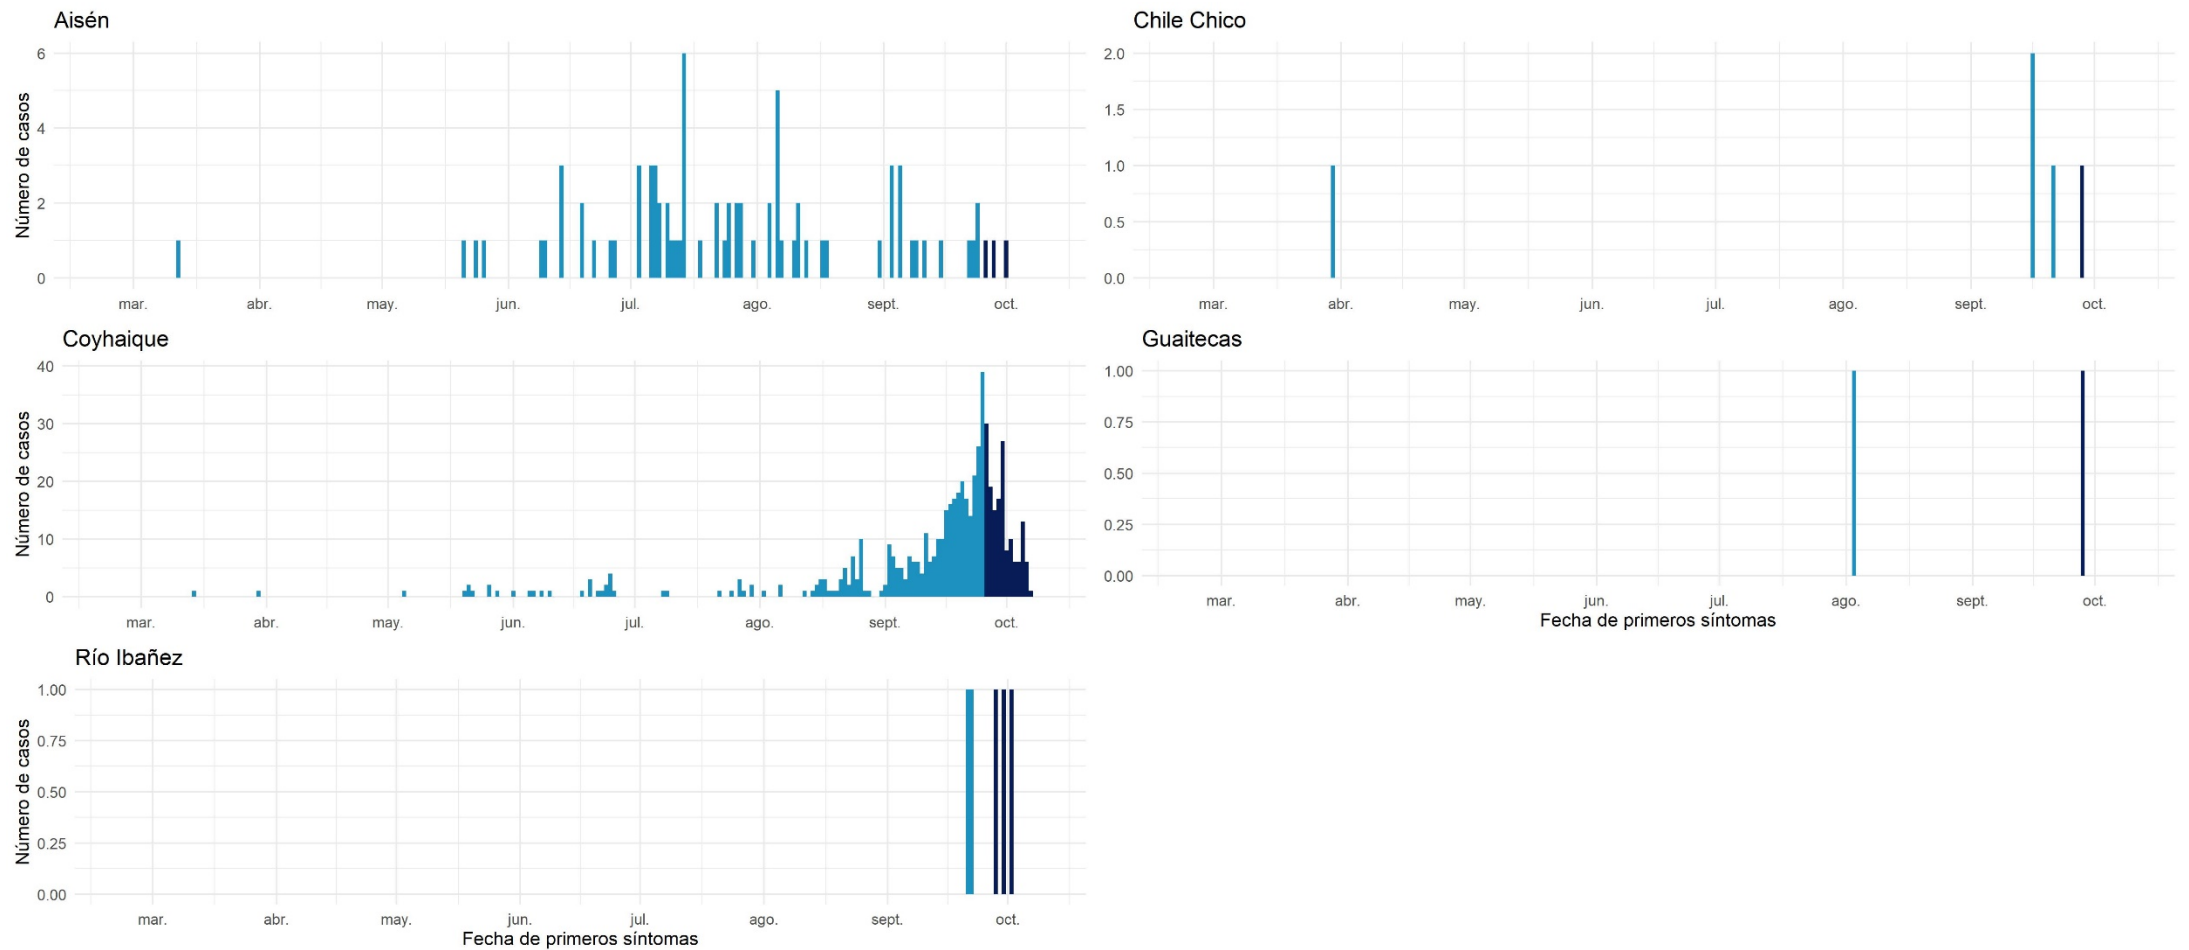 Aisén
Número de casos
6
4
2
0
mar. abr. may. jun. jul. ago. sept. oct.
Chile Chico
2.0
1.5
1.0
0.5
0.0
mar. abr. may. jun. jul. ago. sept. oct.
Coyhaique
Número de casos
40
30
20
10
0
mar. abr. may. jun. jul. ago. sept. oct.
Guaitecas
1.00
0.75
0.50
0.25
0.00
mar. abr. may. jun. jul. ago. sept. oct.
Fecha de primeros síntomas
Río Ibañez
Número de casos
1.00
0.75
0.50
0.25
0.00
mar. abr. may. jun. jul. ago. sept. oct.
Fecha de primeros síntomas